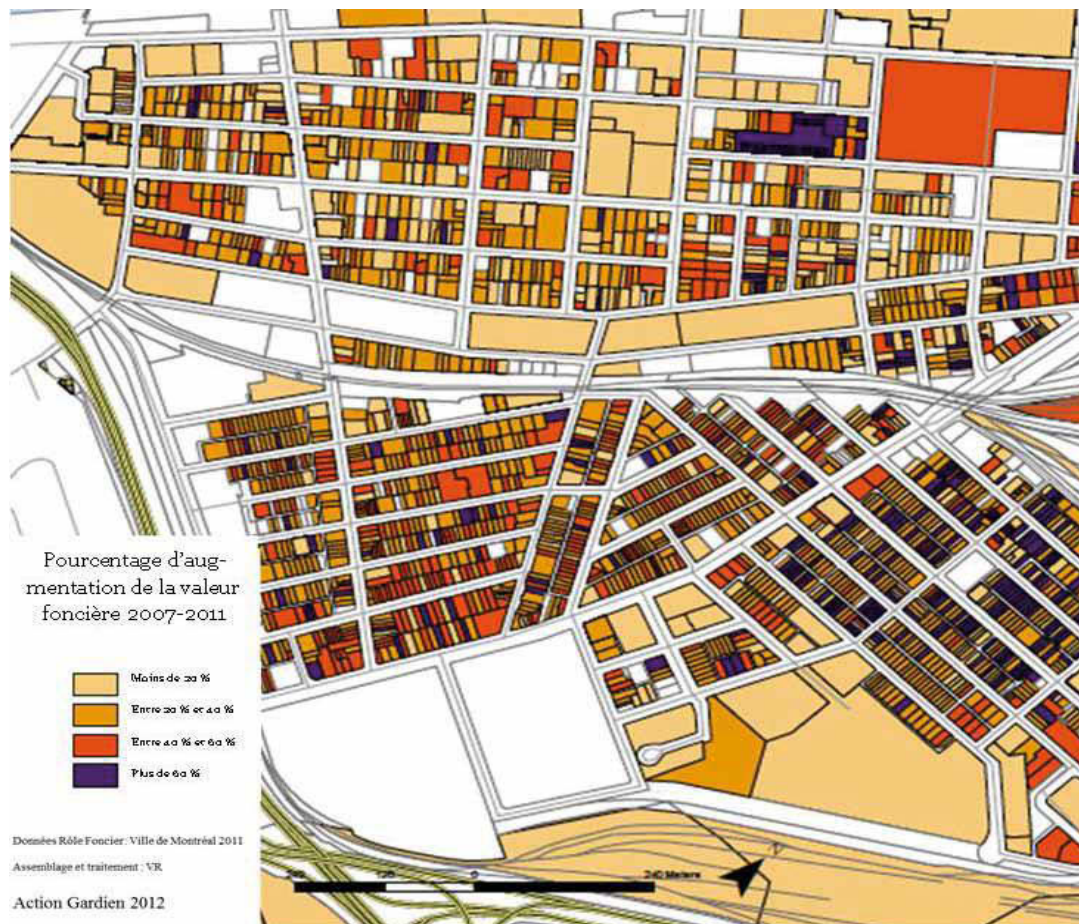 Pourcentage d'aug-
mentation de la valeur
foncière 2007-2011
Moins de 20 %
Entre 20 % et 40 %
Entre 40 % et 60 %
Plus de 60 %
Données Rôle Foncier: Ville de Montréal 2011
Assemblage et traitement : VR
Action Gardien 2012
0
240 Meters
N